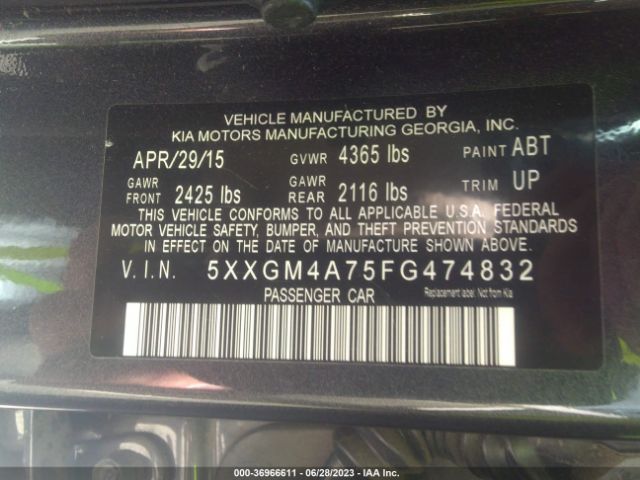 VEHICLE MANUFACTURED BY
KIA MOTORS MANUFACTURING GEORGIA, INC.
APR/29/15 GVWR 4365 lbs PAINT ABT
GAWR FRONT 2425 lbs GAWR REAR 2116 lbs TRIM UP
THIS VEHICLE CONFORMS TO ALL APPLICABLE U.S.A. FEDERAL
MOTOR VEHICLE SAFETY, BUMPER, AND THEFT PREVENTION STANDARDS
IN EFFECT ON THE DATE OF MANUFACTURE SHOWN ABOVE.
V.I.N. 5XXGM4A75FG474832
PASSENGER CAR Replacement label. Not from Kia
000-36966611 - 06/28/2023 - IAA Inc.